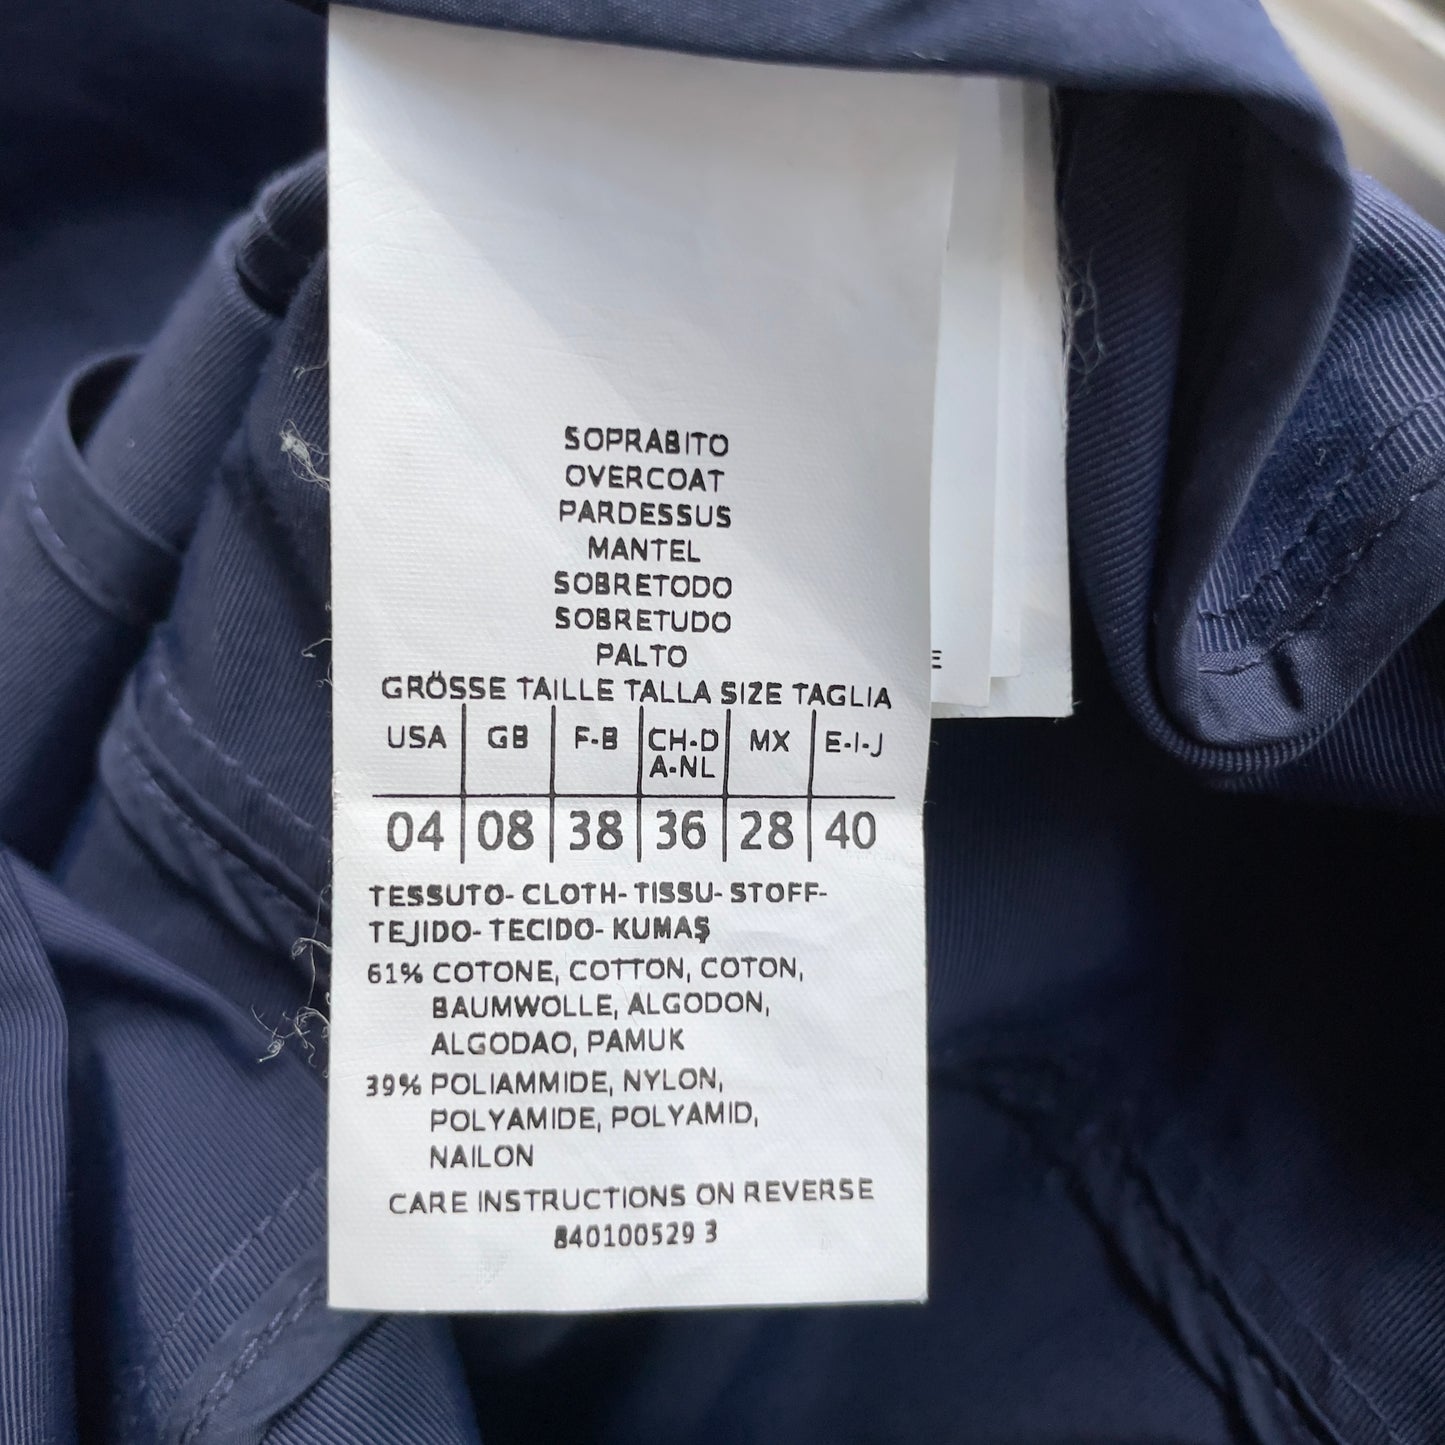 SOPRABITO
OVERCOAT
PARDESSUS
MANTEL
SOBRETODO
SOBRETUDO
PALTO
GRÖSSE TAILLE TALLA SIZE TAGLIA
USA GB F-B CH-D A-NL MX E-I-J
04 08 38 36 28 40
TESSUTO- CLOTH- TISSU- STOFF-
TEJIDO- TECIDO- KUMAŞ
61% COTONE, COTTON, COTON,
BAUMWOLLE, ALGODON,
ALGODAO, PAMUK
39% POLIAMMIDE, NYLON,
POLYAMIDE, POLYAMID,
NAILON
CARE INSTRUCTIONS ON REVERSE
840100529 3
E